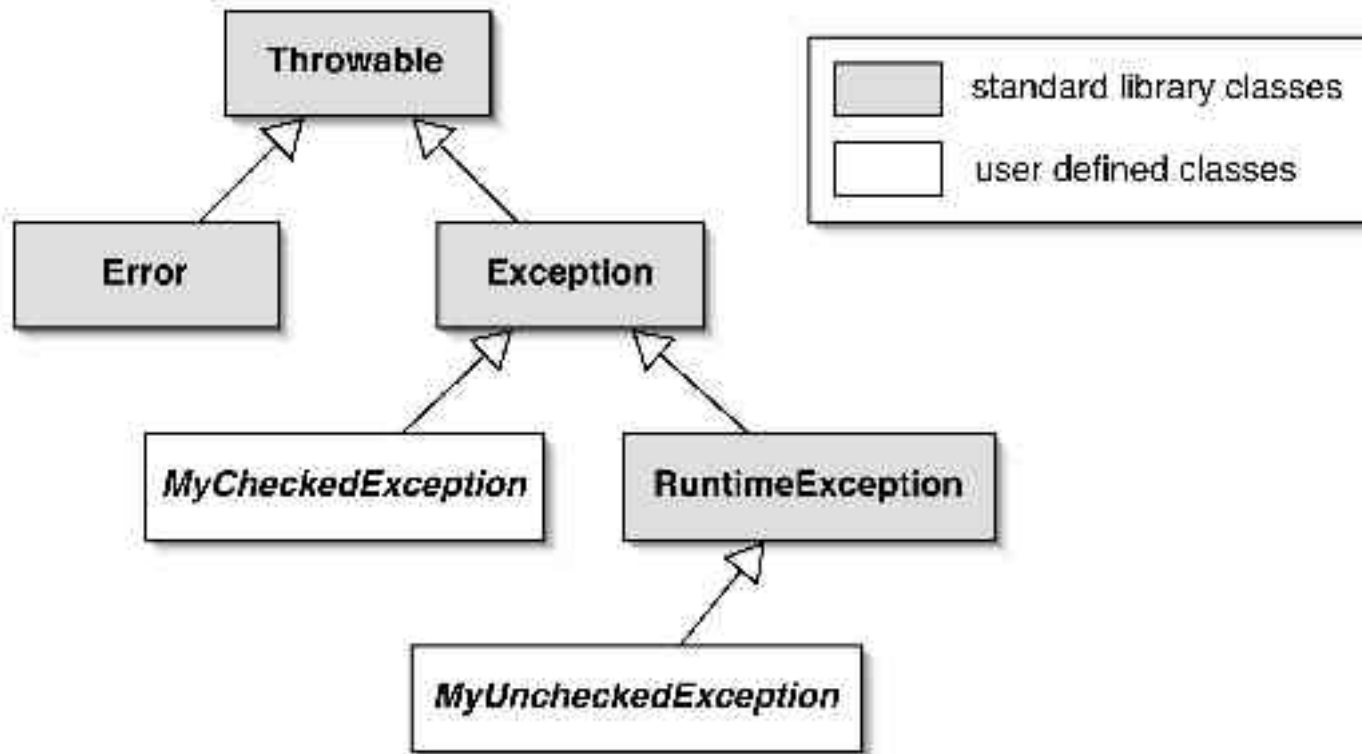 Throwable
standard library classes
user defined classes
Error
Exception
MyCheckedException
RuntimeException
MyUncheckedException